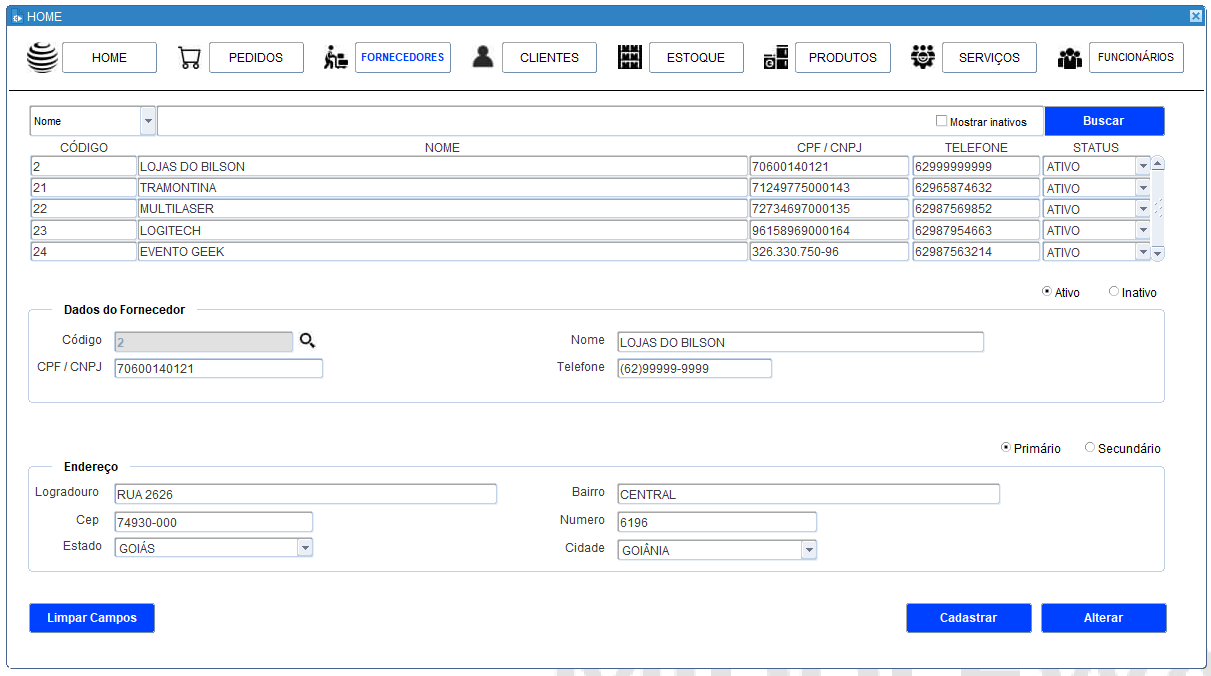 HOME
HOME PEDIDOS FORNECEDORES CLIENTES ESTOQUE PRODUTOS SERVIÇOS FUNCIONÁRIOS
Nome Mostrar inativos Buscar
CÓDIGO NOME CPF / CNPJ TELEFONE STATUS
2 LOJAS DO BILSON 70600140121 62999999999 ATIVO
21 TRAMONTINA 71249775000143 62965874632 ATIVO
22 MULTILASER 72734697000135 62987569852 ATIVO
23 LOGITECH 96158969000164 62987954663 ATIVO
24 EVENTO GEEK 326.330.750-96 62987563214 ATIVO
Ativo Inativo
Dados do Fornecedor
Código 2 Nome LOJAS DO BILSON
CPF / CNPJ 70600140121 Telefone (62)99999-9999
Primário Secundário
Endereço
Logradouro RUA 2626 Bairro CENTRAL
Cep 74930-000 Numero 6196
Estado GOIÁS Cidade GOIÂNIA
Limpar Campos Cadastrar Alterar